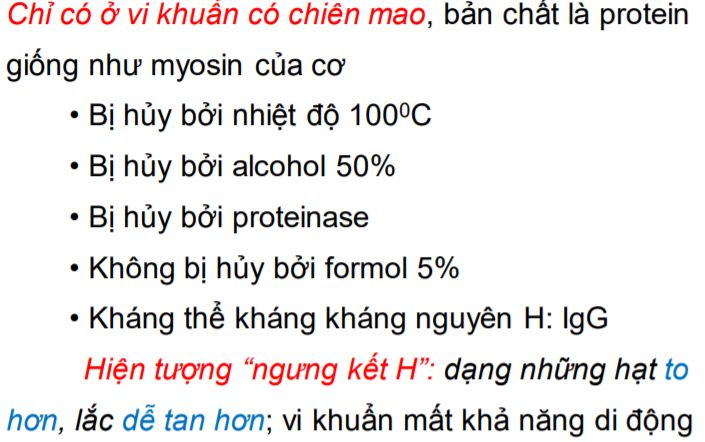 Chỉ có ở vi khuẩn có chiên mao, bản chất là protein
giống như myosin của cơ
• Bị hủy bởi nhiệt độ 100⁰C
• Bị hủy bởi alcohol 50%
• Bị hủy bởi proteinase
• Không bị hủy bởi formol 5%
• Kháng thể kháng kháng nguyên H: IgG
Hiện tượng “ngưng kết H”: dạng những hạt to
hơn, lắc dễ tan hơn; vi khuẩn mất khả năng di động